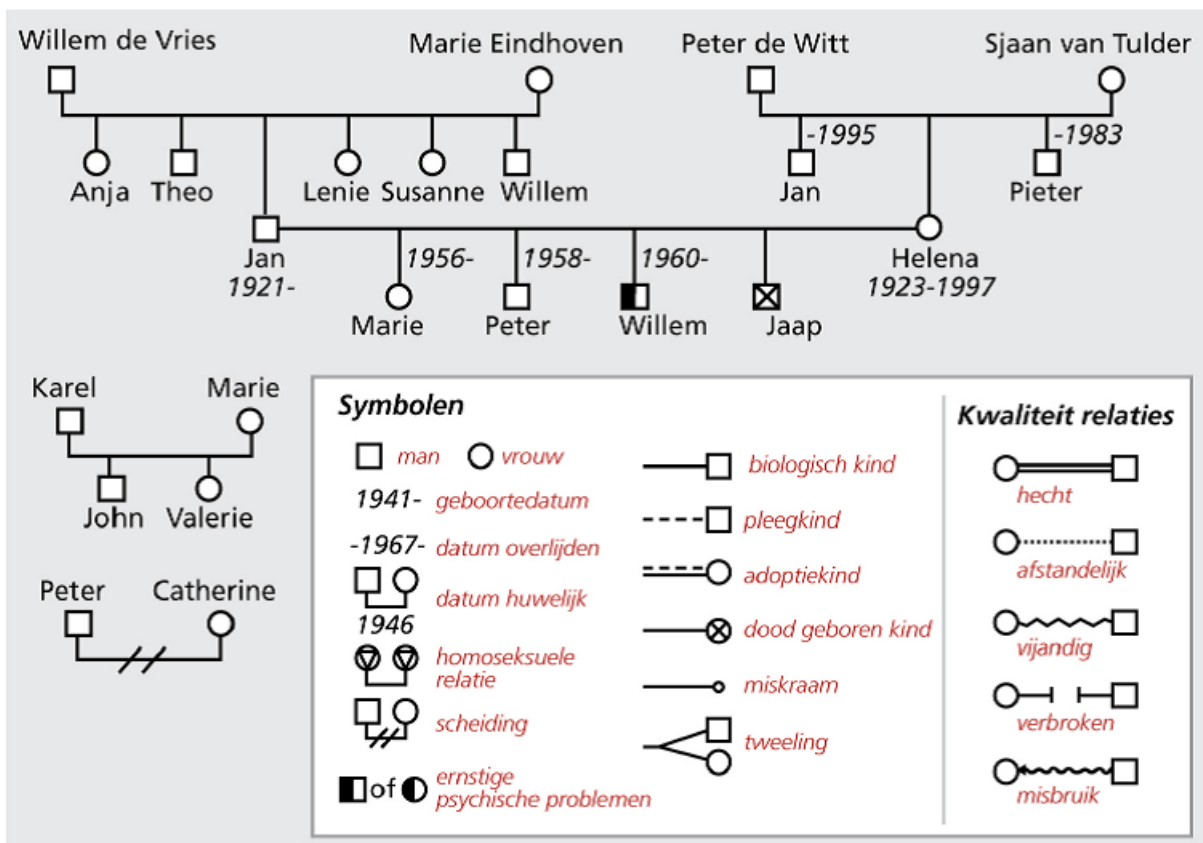 Willem de Vries
Marie Eindhoven
Peter de Witt
Sjaan van Tulder
-1995
-1983
Anja
Theo
Lenie
Susanne
Willem
Jan
Pieter
Jan
1921-
1956-
1958-
1960-
Helena
1923-1997
Marie
Peter
Willem
Jaap
Karel
Marie
John
Valerie
Peter
Catherine
Symbolen
man
vrouw
1941-
geboortedatum
-1967-
datum overlijden
datum huwelijk
1946
homoseksuele
relatie
scheiding
of
ernstige
psychische problemen
biologisch kind
pleegkind
adoptiekind
dood geboren kind
miskraam
tweeling
Kwaliteit relaties
hecht
afstandelijk
vijandig
verbroken
misbruik